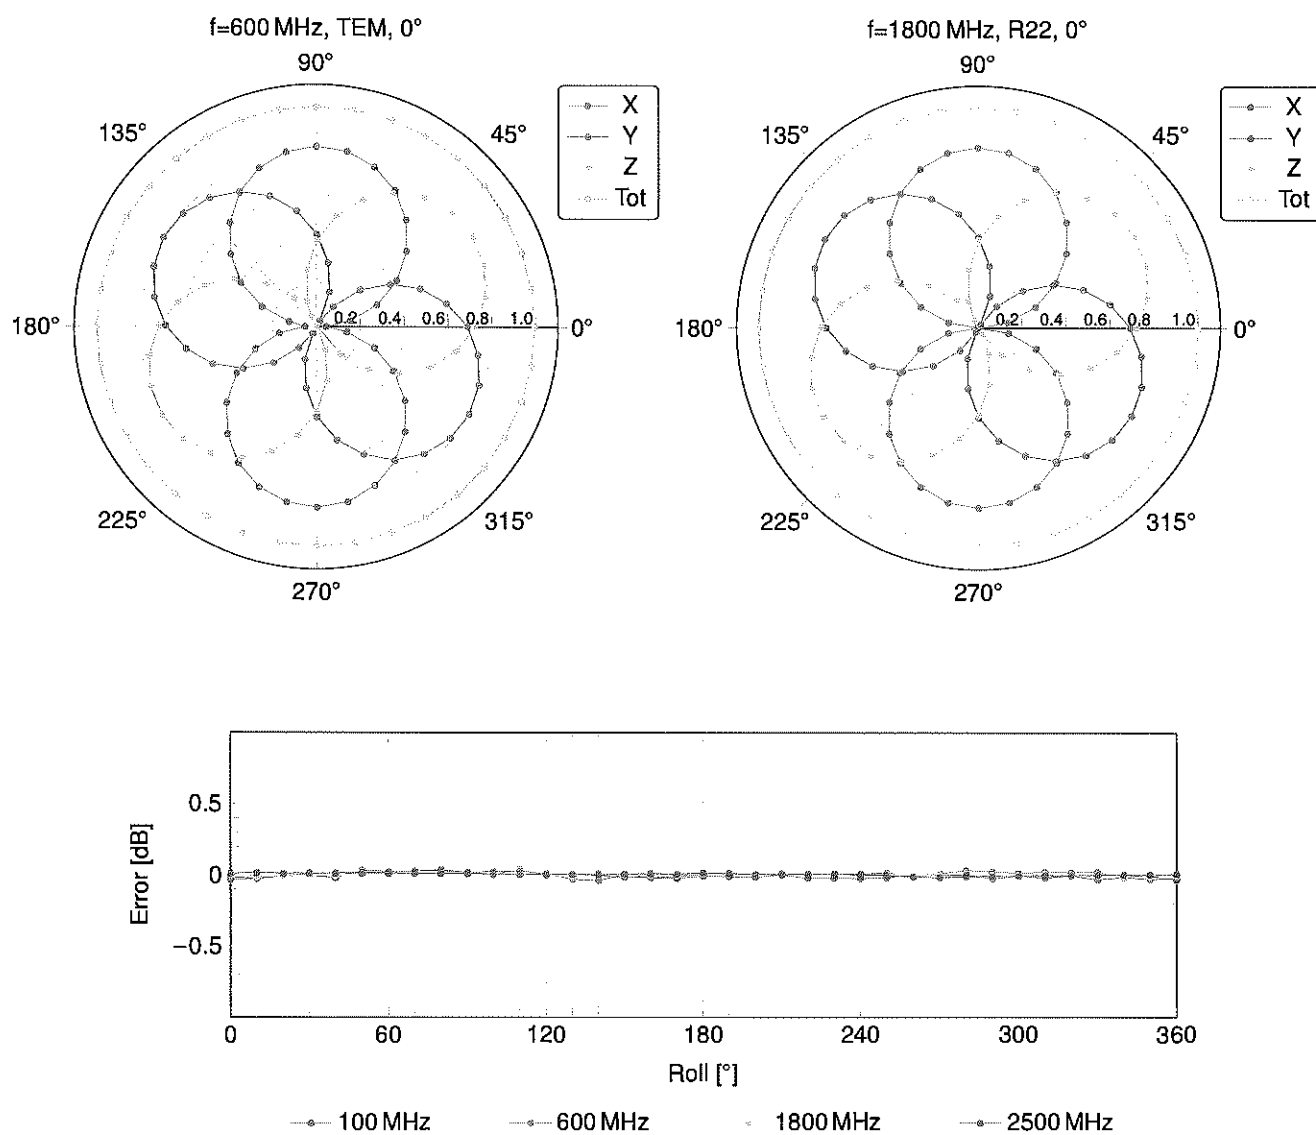 f=600 MHz, TEM, 0°
90°
135°
45°
180°
0.2 0.4 0.6 0.8 1.0
0°
225°
315°
270°
X
Y
Z
Tot
f=1800 MHz, R22, 0°
90°
135°
45°
180°
0.2 0.4 0.6 0.8 1.0
0°
225°
315°
270°
X
Y
Z
Tot
Error [dB]
0.5
0
−0.5
0 60 120 180 240 300 360
Roll [°]
100 MHz 600 MHz 1800 MHz 2500 MHz